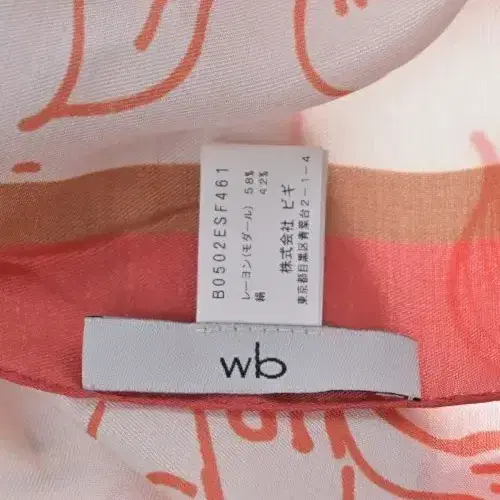 B0502ESF461
レーヨン(モダール) 58%
絹 42%
株式会社 ビギ
東京都目黒区青葉台2-1-4
wb